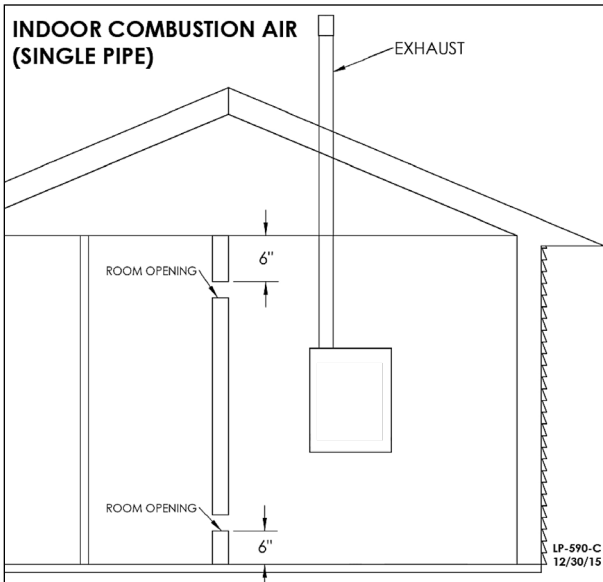 INDOOR COMBUSTION AIR
(SINGLE PIPE)
EXHAUST
6"
ROOM OPENING
ROOM OPENING
6"
LP-590-C
12/30/15